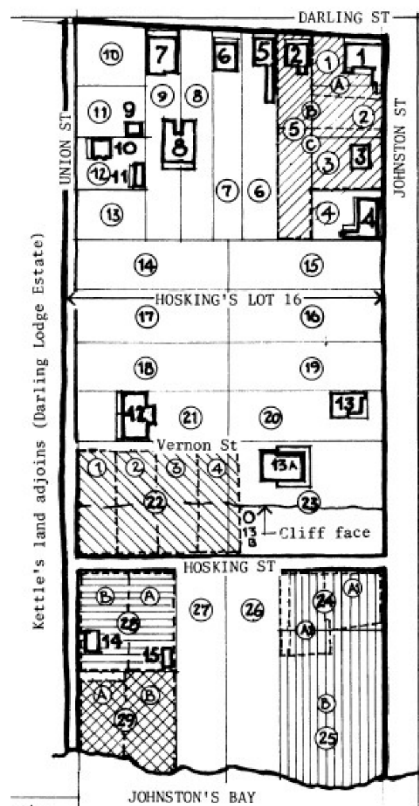 DARLING ST
UNION ST
JOHNSTON ST
Kettle's land adjoins (Darling Lodge Estate)
10 7 6 5 2 1 1
A
11 9 9 8 B 2
10 8 5 C
12 11 3 3
13 7 6 4 4
14 15
HOSKING'S LOT 16
17 16
18 19
12 21 20 13
Vernon St
1 2 3 4 13A
22 23
O
13
B
Cliff face
HOSKING ST
B A 27 26 24 A1
28 A2
14 15
A B B
29 25
JOHNSTON'S BAY